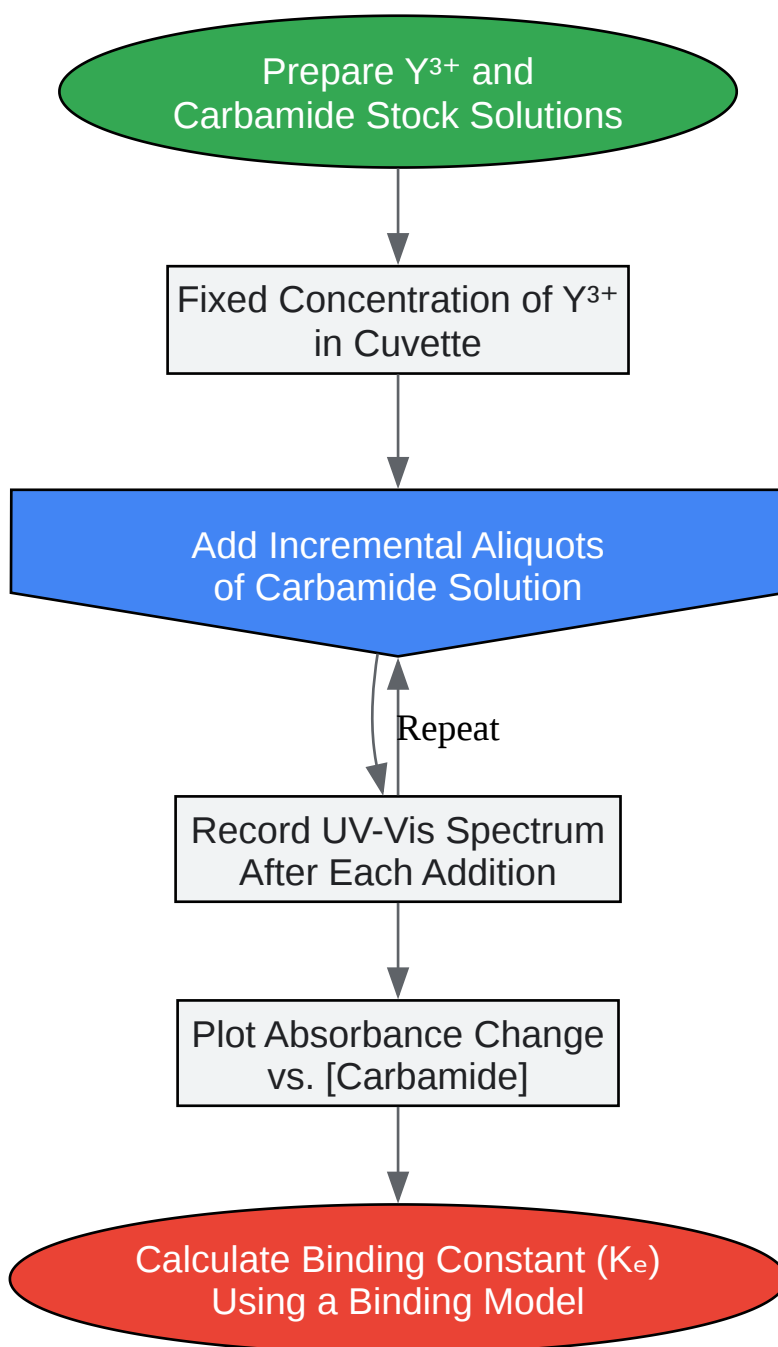 Prepare Y³⁺ and
Carbamide Stock Solutions
Fixed Concentration of Y³⁺
in Cuvette
Add Incremental Aliquots
of Carbamide Solution
Repeat
Record UV-Vis Spectrum
After Each Addition
Plot Absorbance Change
vs. [Carbamide]
Calculate Binding Constant (Kₑ)
Using a Binding Model